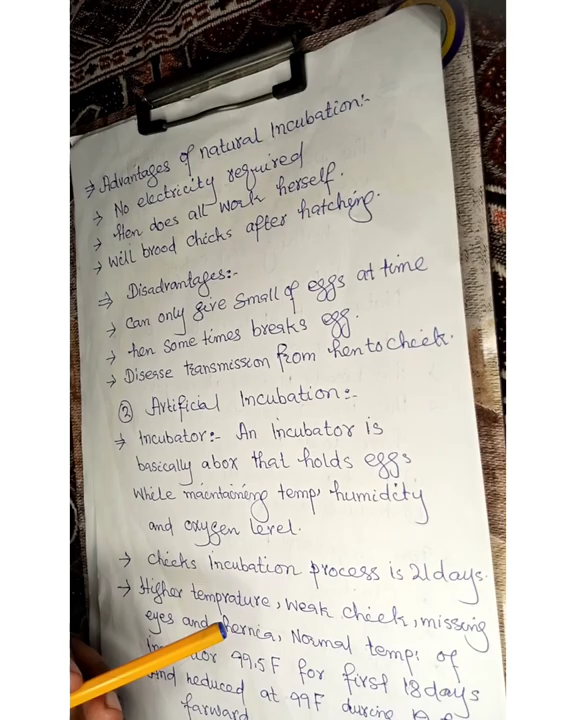 ⇒ Advantages of natural Incubation:-
→ No electricity required
→ Hen does all work herself.
→ Will brood chicks after hatching.
⇒ Disadvantages:-
→ Can only give small of eggs at time
→ hen some times breaks egg.
→ Disease transmission from hen to chick.
② Artificial Incubation:-
→ Incubator:- An incubator is
basically a box that holds eggs
while maintaining temp, humidity
and oxygen level.
→ chicks incubation process is 21 days.
→ Higher temprature, weak chick, missing
eyes and hernia, Normal temp. of
99.5 F for first 18 days
and reduced at 99 F during
forward